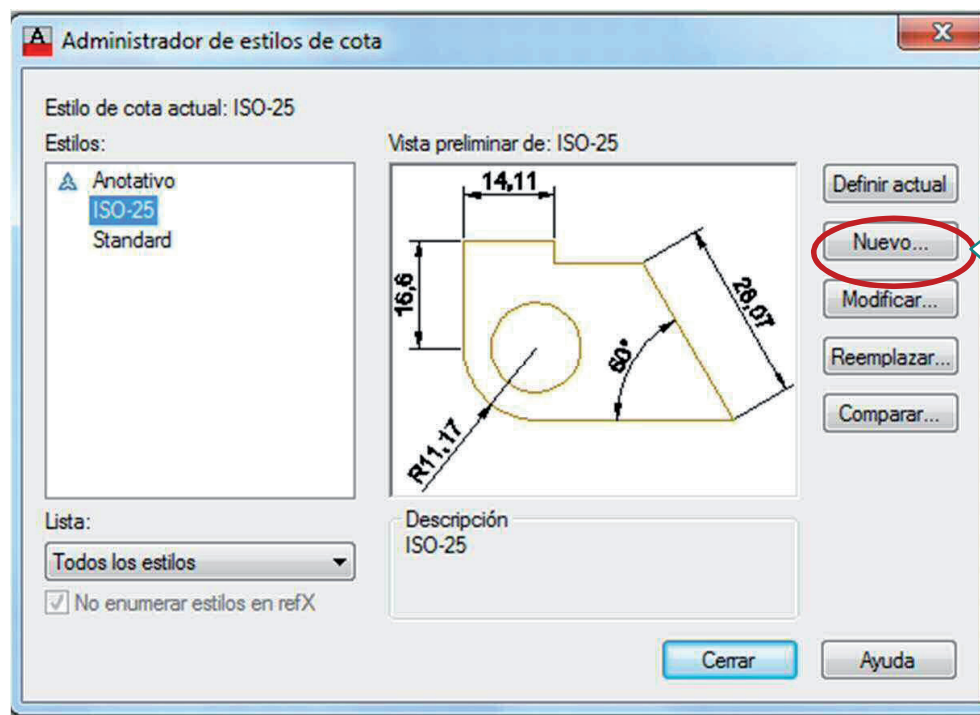 Administrador de estilos de cota
Estilo de cota actual: ISO-25
Estilos:
Anotativo
ISO-25
Standard
Vista preliminar de: ISO-25
14,11
16,6
28,07
60°
R11,17
Definir actual
Nuevo...
Modificar...
Reemplazar...
Comparar...
Lista:
Todos los estilos
No enumerar estilos en refX
Descripción
ISO-25
Cerrar
Ayuda